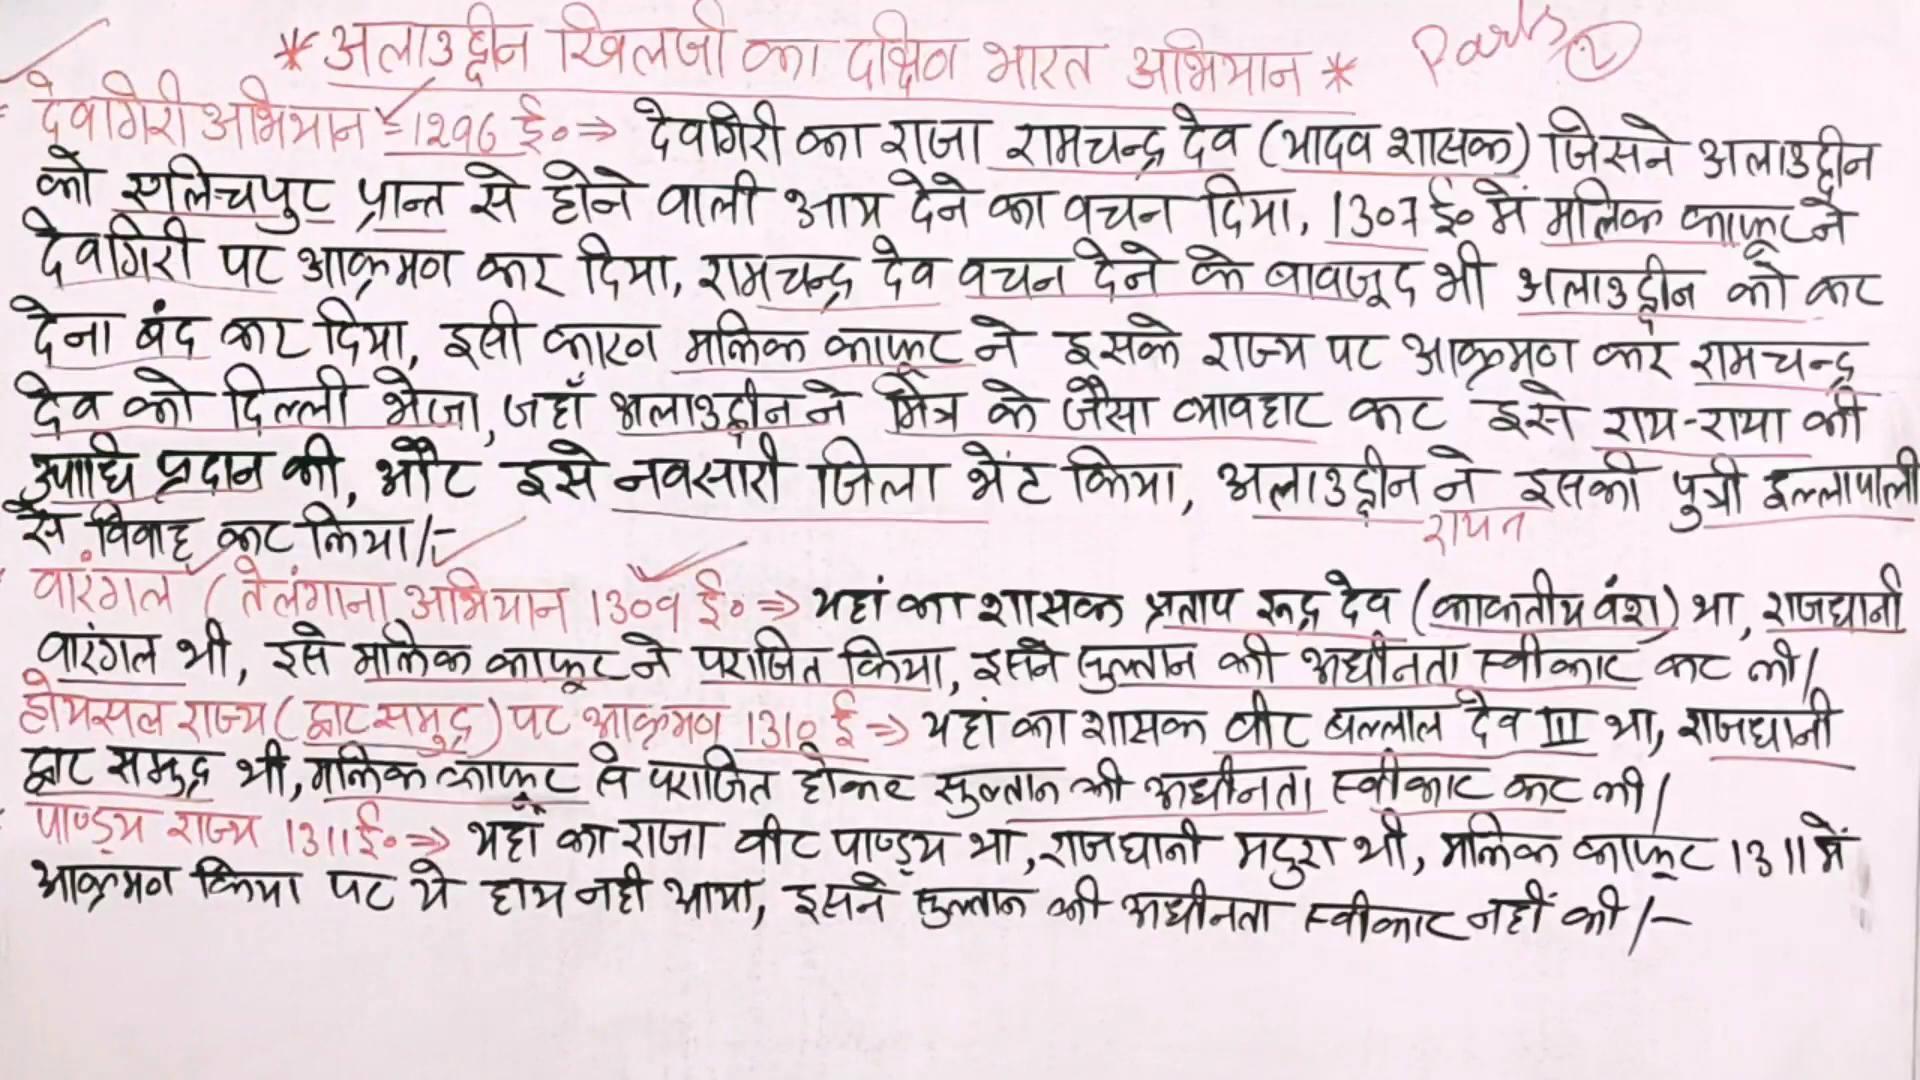 * अलाउद्दीन खिलजी का दक्षिण भारत अभियान * Part 2
देवगिरी अभियान = 1296 ई० ⇒ देवगिरी का राजा रामचन्द्र देव (यादव शासक) जिसने अलाउद्दीन
को एलिचपुर प्रान्त से होने वाली आय देने का वचन दिया, 1307 ई० में मलिक काफूर ने
देवगिरी पर आक्रमण कर दिया, रामचन्द्र देव वचन देने के बावजूद भी अलाउद्दीन को कर
देना बंद कर दिया, इसी कारण मलिक काफूर ने इसके राज्य पर आक्रमण कर रामचन्द्र
देव को दिल्ली भेजा, जहाँ अलाउद्दीन ने मित्र के जैसा व्यावहार कर इसे राय-राया की
उपाधि प्रदान की, और इसे नवसारी जिला भेंट किया, अलाउद्दीन ने इसकी पुत्री इल्लापाली
से विवाह कर लिया/-
वारंगल (तेलंगाना अभियान 1309 ई० ⇒ यहां का शासक प्रताप रूद्र देव (काकतीय वंश) था, राजधानी
वारंगल थी, इसे मलिक काफूर ने पराजित किया, इसने सुल्तान की अधीनता स्वीकार कर ली/
होयसल राज्य (द्वार समुद्र) पर आक्रमण 1310 ई ⇒ यहां का शासक वीर बल्लाल देव III था, राजधानी
द्वार समुद्र थी, मलिक काफूर से पराजित होकर सुल्तान की अधीनता स्वीकार कर ली/
पाण्ड्य राज्य 1311 ई० ⇒ यहाँ का राजा वीर पाण्ड्य था, राजधानी मदुरा थी, मलिक काफूर 1311 में
आक्रमण किया पर ये हाथ नही आया, इसने सुल्तान की अधीनता स्वीकार नहीं की/-